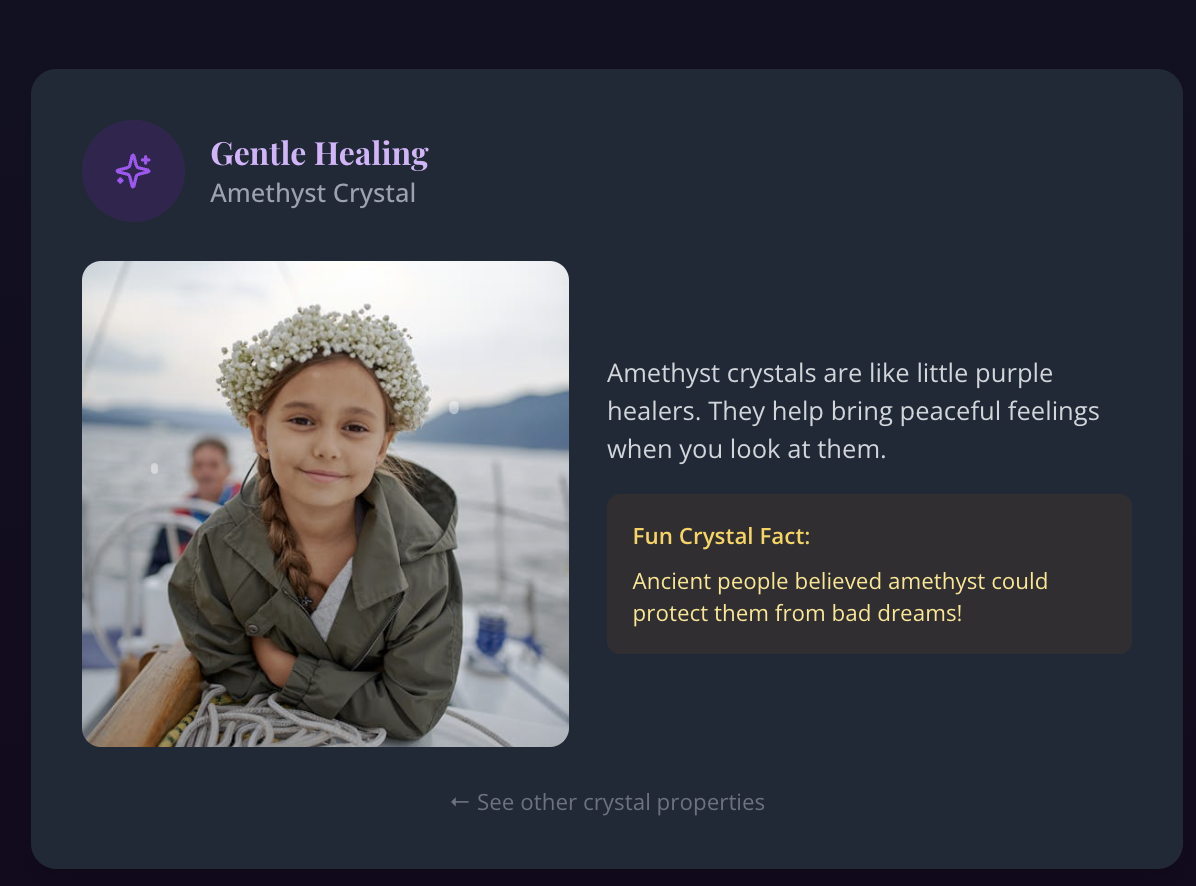 Gentle Healing
Amethyst Crystal
Amethyst crystals are like little purple
healers. They help bring peaceful feelings
when you look at them.
Fun Crystal Fact:
Ancient people believed amethyst could
protect them from bad dreams!
← See other crystal properties